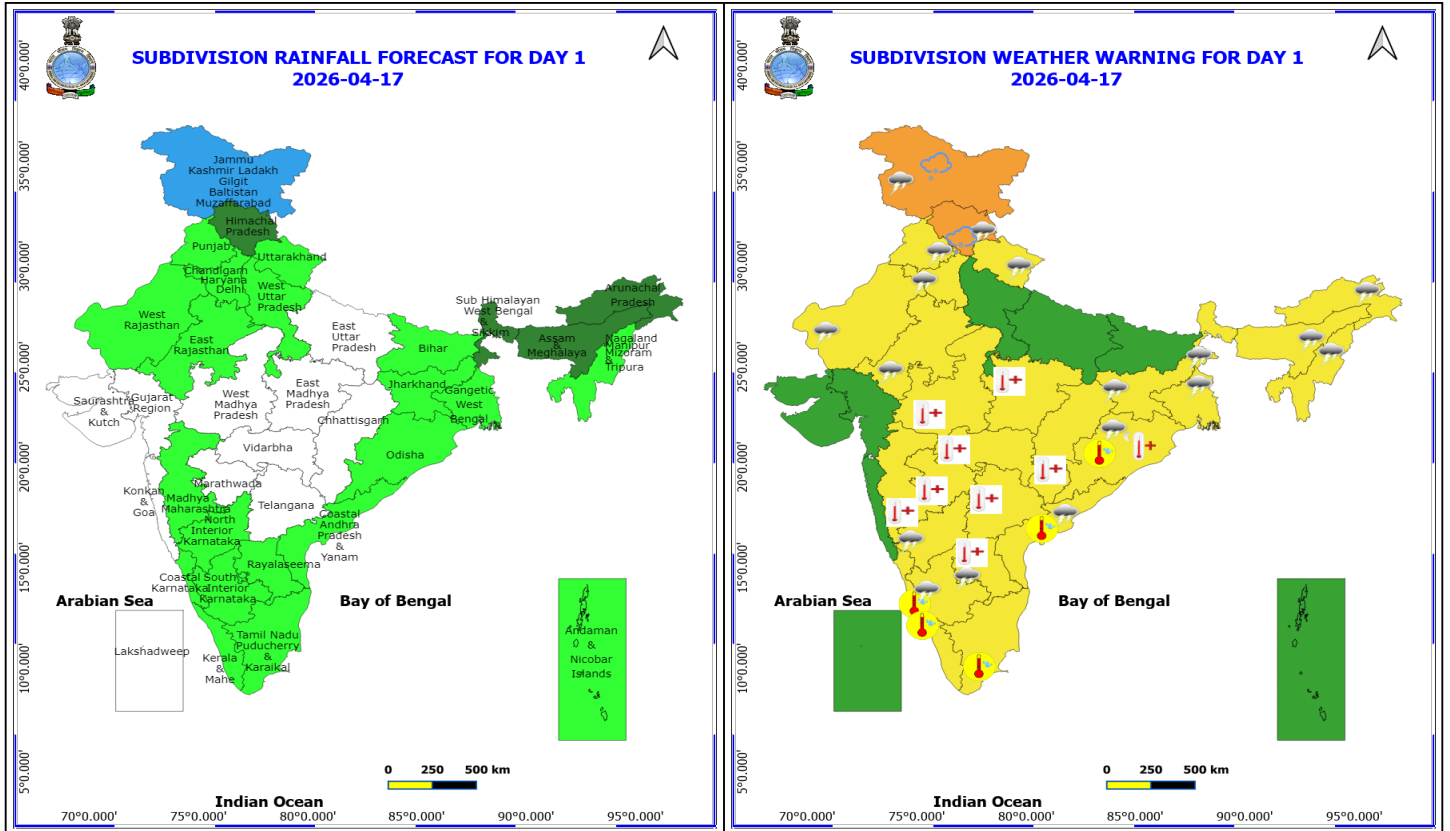 SUBDIVISION RAINFALL FORECAST FOR DAY 1
2026-04-17
40°0.000'
35°0.000'
30°0.000'
25°0.000'
20°0.000'
15°0.000'
10°0.000'
5°0.000'
Jammu
Kashmir Ladakh
Gilgit
Baltistan
Muzaffarabad
Himachal
Pradesh
Punjab
Uttarakhand
Chandigarh
Haryana
Delhi
West
Uttar
Pradesh
West
Rajasthan
East
Rajasthan
East
Uttar
Pradesh
Sub Himalayan
West Bengal
&
Sikkim
Arunachal
Pradesh
Assam
&
Meghalaya
Nagaland
Manipur
Mizoram
&
Tripura
Bihar
Jharkhand
Gangetic
West
Bengal
Saurashtra
&
Kutch
Gujarat
Region
West
Madhya
Pradesh
East
Madhya
Pradesh
Chhattisgarh
Vidarbha
Odisha
Konkan
&
Goa
Madhya
Maharashtra
Marathwada
Telangana
North
Interior
Karnataka
Coastal
Andhra
Pradesh
&
Yanam
Rayalaseema
Coastal
Karnataka
South
Interior
Karnataka
Arabian Sea
Bay of Bengal
Lakshadweep
Kerala
&
Mahe
Tamil Nadu
Puducherry
&
Karaikal
Andaman
&
Nicobar
Islands
0 250 500 km
Indian Ocean
70°0.000' 75°0.000' 80°0.000' 85°0.000' 90°0.000' 95°0.000'
SUBDIVISION WEATHER WARNING FOR DAY 1
2026-04-17
40°0.000'
35°0.000'
30°0.000'
25°0.000'
20°0.000'
15°0.000'
10°0.000'
5°0.000'
Arabian Sea
Bay of Bengal
0 250 500 km
Indian Ocean
70°0.000' 75°0.000' 80°0.000' 85°0.000' 90°0.000' 95°0.000'